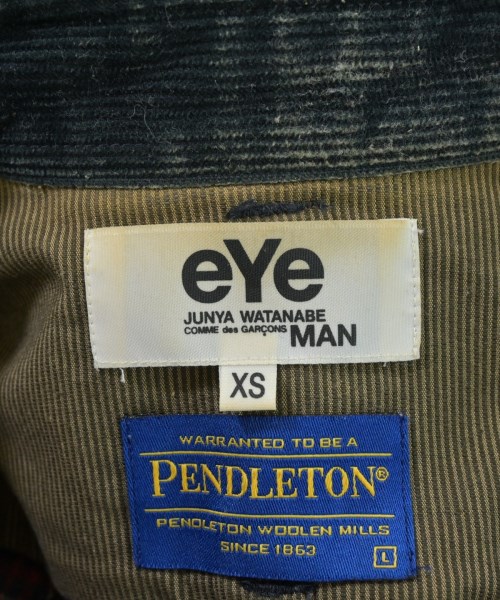 eYe
JUNYA WATANABE
COMME des GARÇONS MAN
XS
WARRANTED TO BE A
PENDLETON®
PENDLETON WOOLEN MILLS
SINCE 1863
L